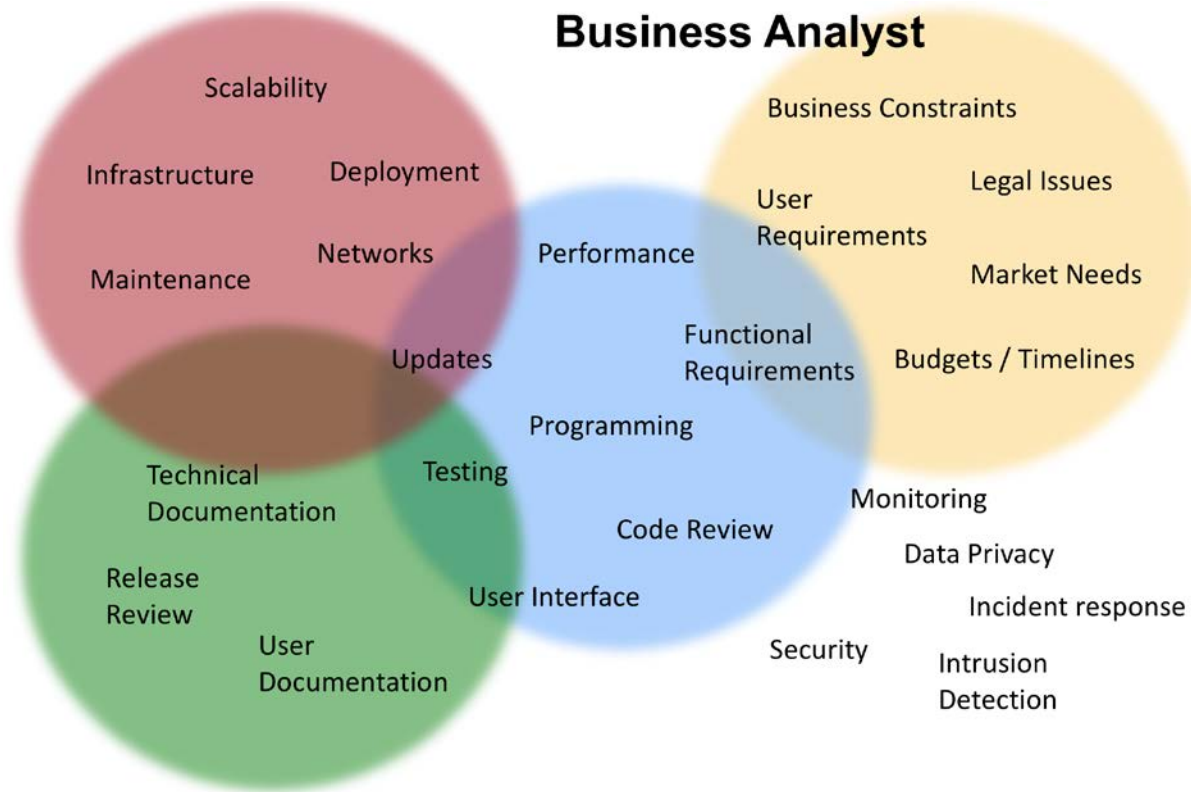 Business Analyst
Scalability
Business Constraints
Infrastructure
Deployment
Legal Issues
User
Requirements
Networks
Performance
Maintenance
Market Needs
Updates
Functional
Requirements
Budgets / Timelines
Programming
Technical
Documentation
Testing
Monitoring
Code Review
Data Privacy
Release
Review
User Interface
Incident response
User
Documentation
Security
Intrusion
Detection